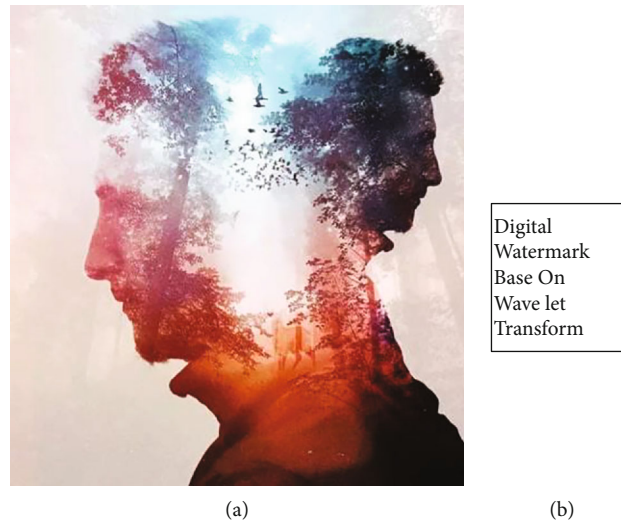 Digital
Watermark
Base On
Wave let
Transform
(a)
(b)